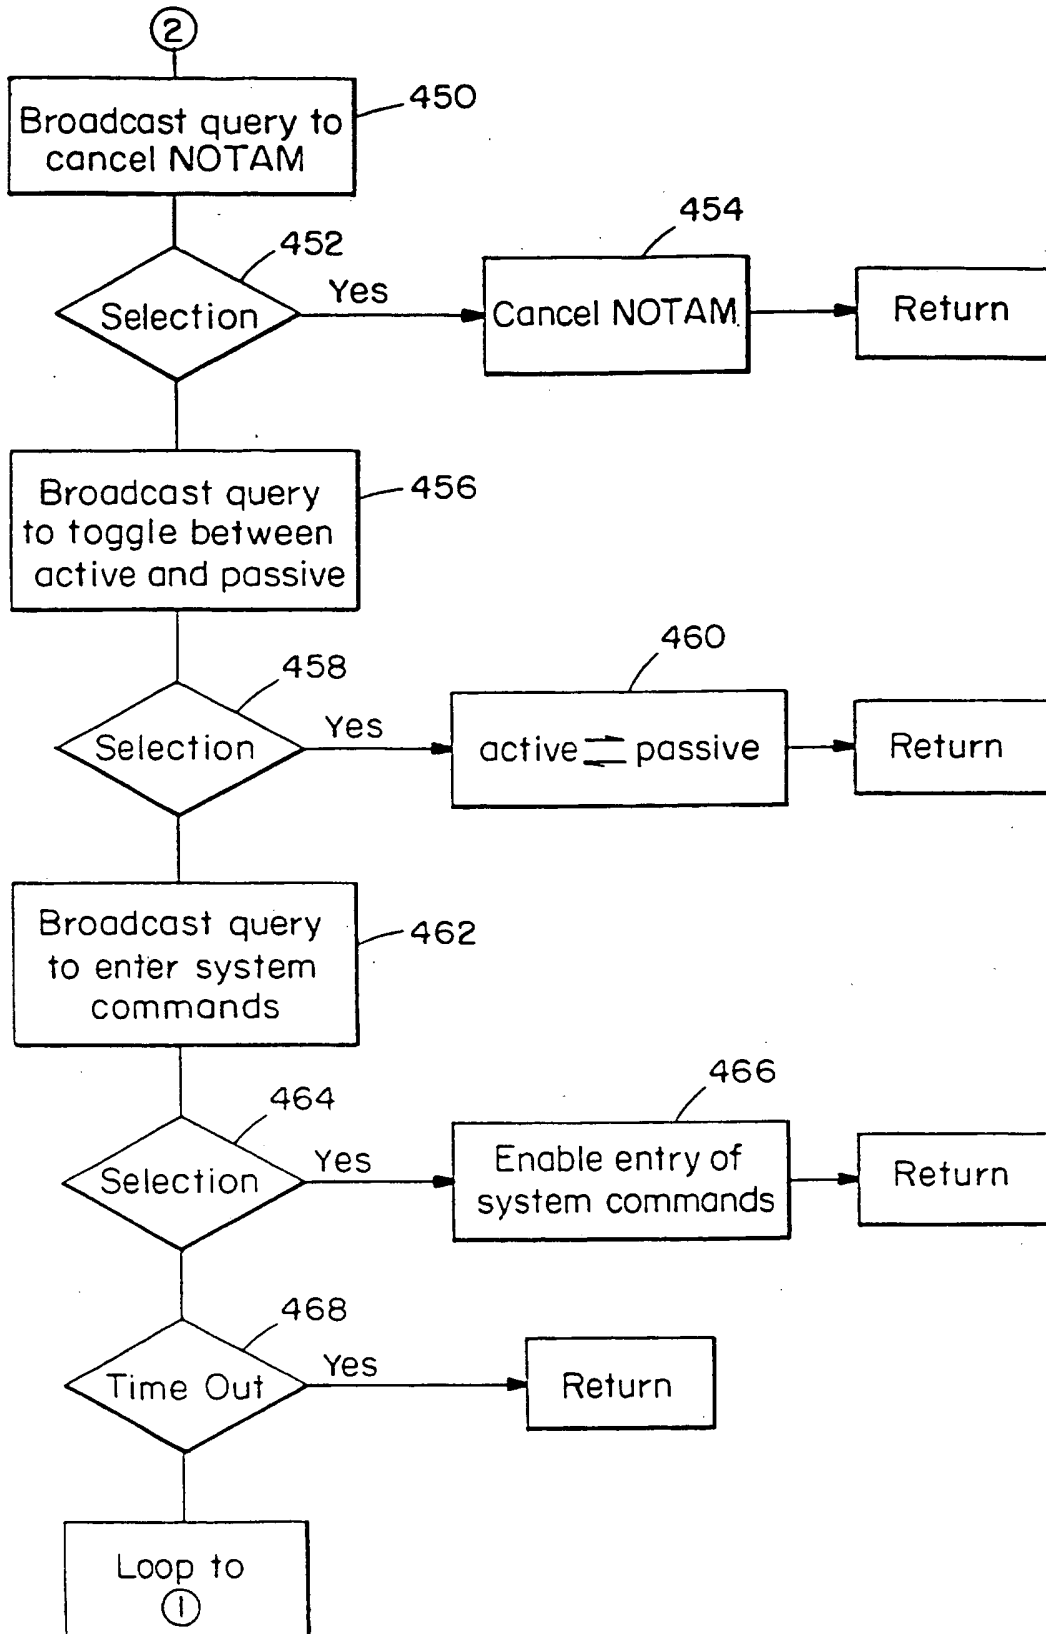 2
Broadcast query to
cancel NOTAM
450
452
Selection
Yes
454
Cancel NOTAM
Return
Broadcast query
to toggle between
active and passive
456
458
Selection
Yes
460
active ⇌ passive
Return
Broadcast query
to enter system
commands
462
464
Selection
Yes
466
Enable entry of
system commands
Return
468
Time Out
Yes
Return
Loop to
1